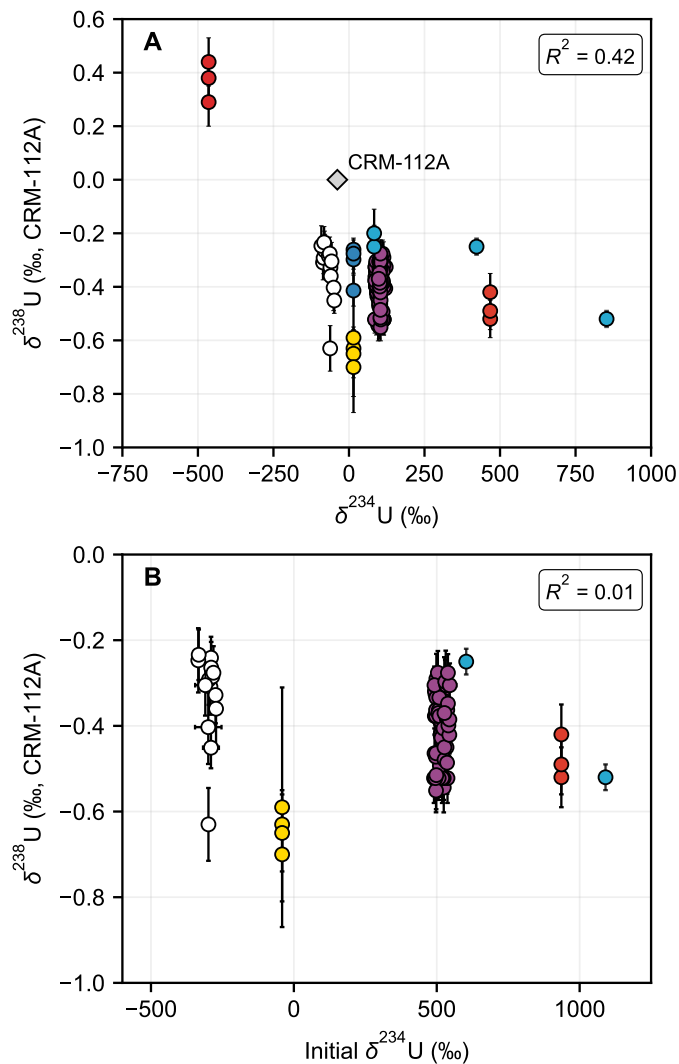 A
R² = 0.42
0.6
0.4
0.2
0.0
−0.2
−0.4
−0.6
−0.8
−1.0
δ²³⁸U (‰, CRM-112A)
CRM-112A
−750 −500 −250 0 250 500 750 1000
δ²³⁴U (‰)
B
R² = 0.01
0.0
−0.2
−0.4
−0.6
−0.8
−1.0
δ²³⁸U (‰, CRM-112A)
−500 0 500 1000
Initial δ²³⁴U (‰)